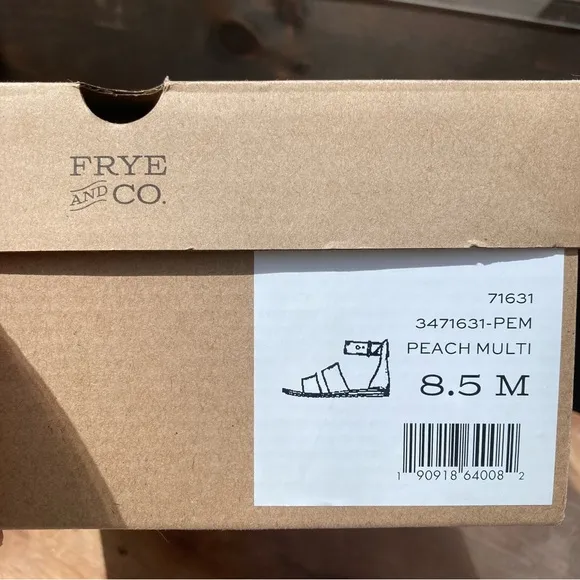 FRYE
AND CO.
71631
3471631-PEM
PEACH MULTI
8.5 M
1 90918 64008 2